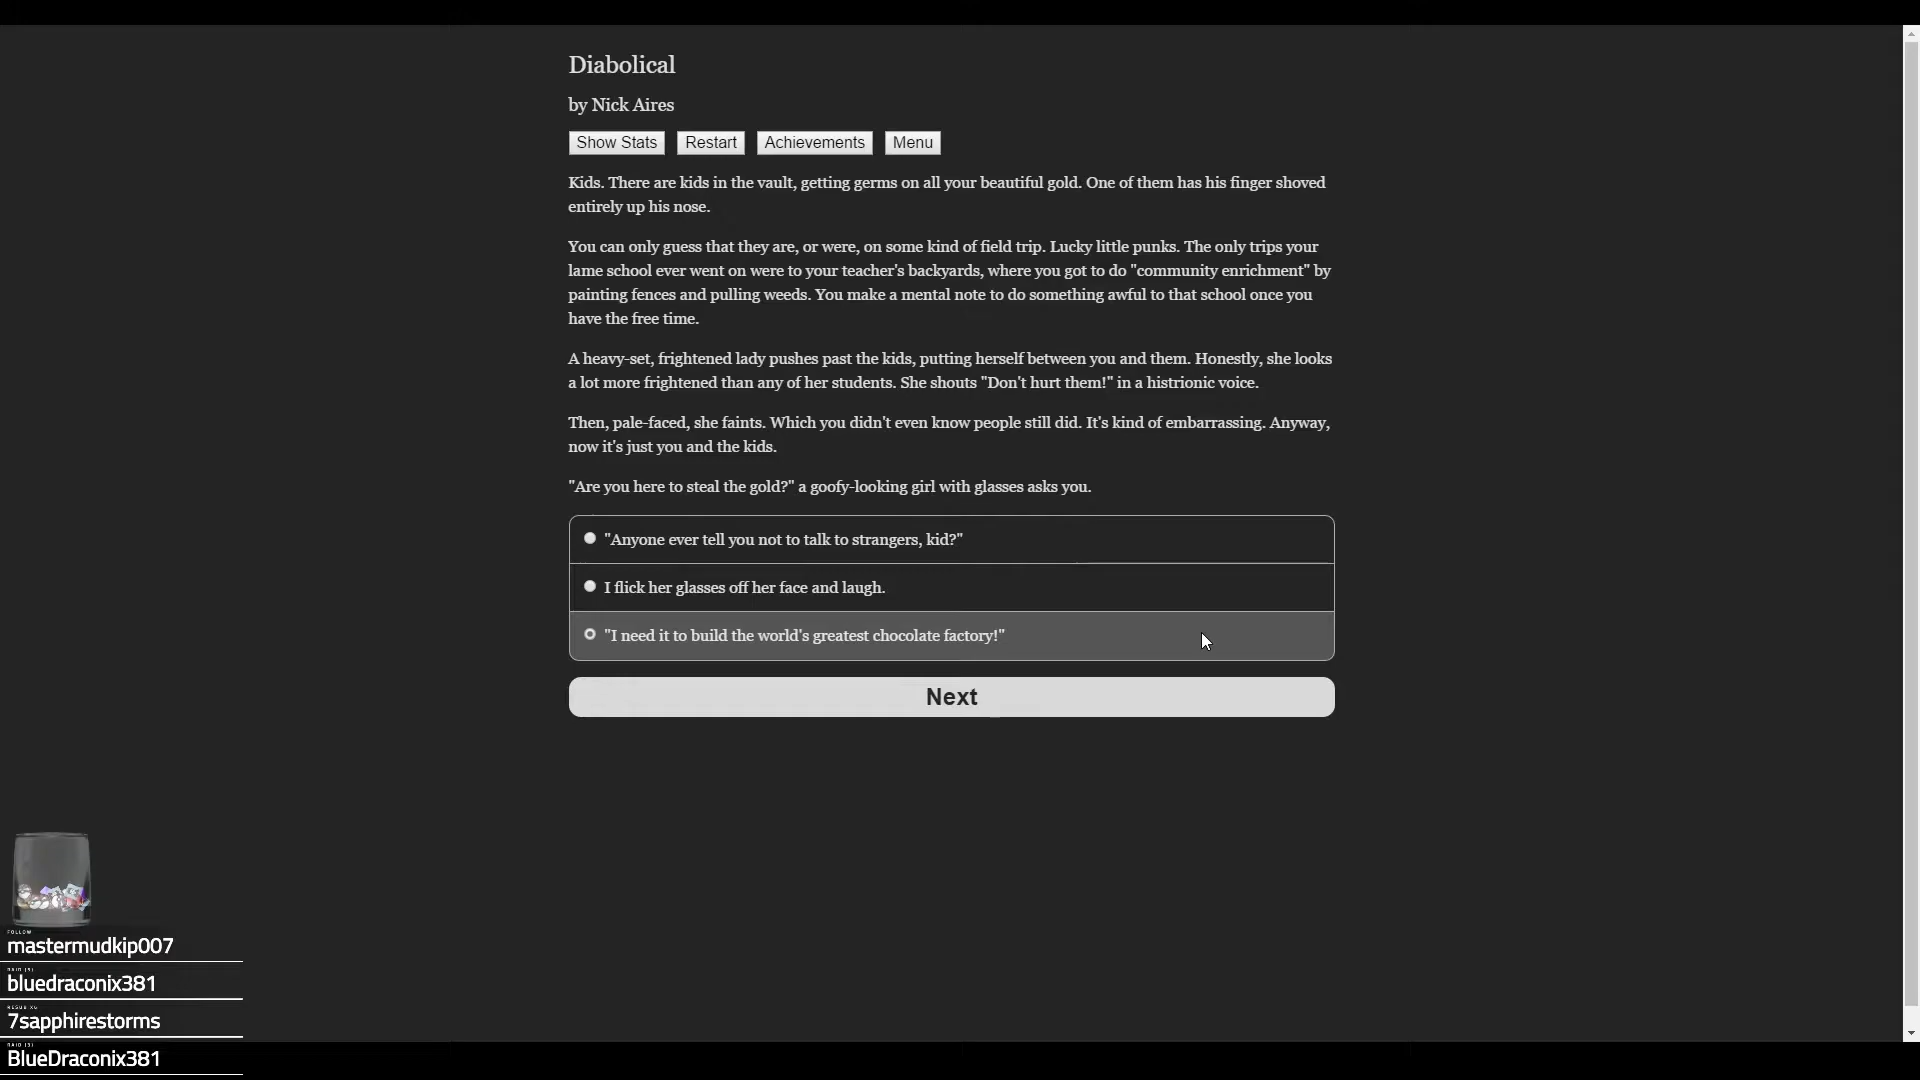 Diabolical
by Nick Aires
Show Stats Restart Achievements Menu
Kids. There are kids in the vault, getting germs on all your beautiful gold. One of them has his finger shoved
entirely up his nose.
You can only guess that they are, or were, on some kind of field trip. Lucky little punks. The only trips your
lame school ever went on were to your teacher's backyards, where you got to do "community enrichment" by
painting fences and pulling weeds. You make a mental note to do something awful to that school once you
have the free time.
A heavy-set, frightened lady pushes past the kids, putting herself between you and them. Honestly, she looks
a lot more frightened than any of her students. She shouts "Don't hurt them!" in a histrionic voice.
Then, pale-faced, she faints. Which you didn't even know people still did. It's kind of embarrassing. Anyway,
now it's just you and the kids.
"Are you here to steal the gold?" a goofy-looking girl with glasses asks you.
"Anyone ever tell you not to talk to strangers, kid?"
I flick her glasses off her face and laugh.
"I need it to build the world's greatest chocolate factory!"
Next
FOLLOW
mastermudkip007
bluedraconix381
7sapphirestorms
BlueDraconix381